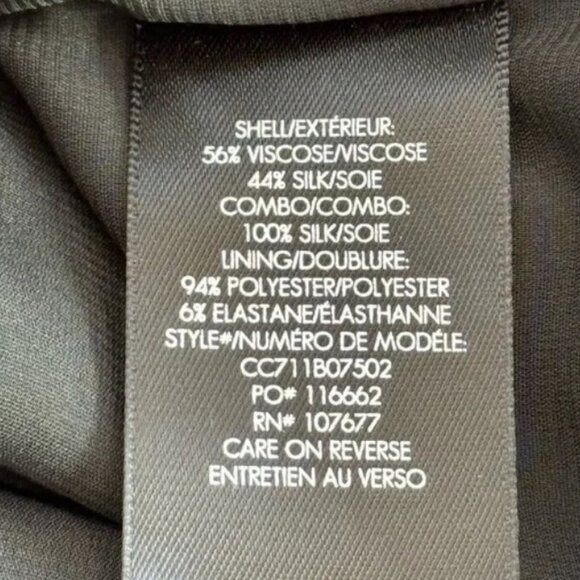 SHELL/EXTÉRIEUR:
56% VISCOSE/VISCOSE
44% SILK/SOIE
COMBO/COMBO:
100% SILK/SOIE
LINING/DOUBLURE:
94% POLYESTER/POLYESTER
6% ELASTANE/ÉLASTHANNE
STYLE#/NUMÉRO DE MODÉLE:
CC711B07502
PO# 116662
RN# 107677
CARE ON REVERSE
ENTRETIEN AU VERSO